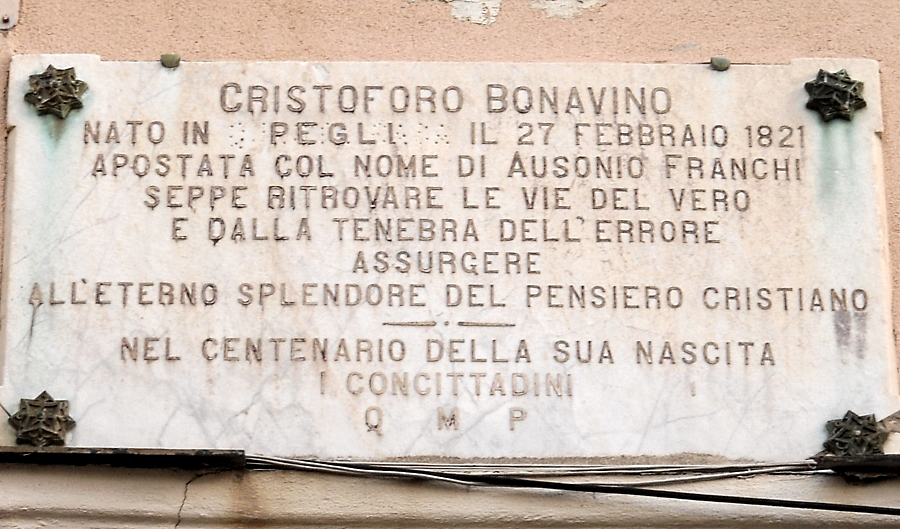 CRISTOFORO BONAVINO
NATO IN PEGLI IL 27 FEBBRAIO 1821
APOSTATA COL NOME DI AUSONIO FRANCHI
SEPPE RITROVARE LE VIE DEL VERO
E DALLA TENEBRA DELL'ERRORE
ASSURGERE
ALL'ETERNO SPLENDORE DEL PENSIERO CRISTIANO
NEL CENTENARIO DELLA SUA NASCITA
I CONCITTADINI
Q M P